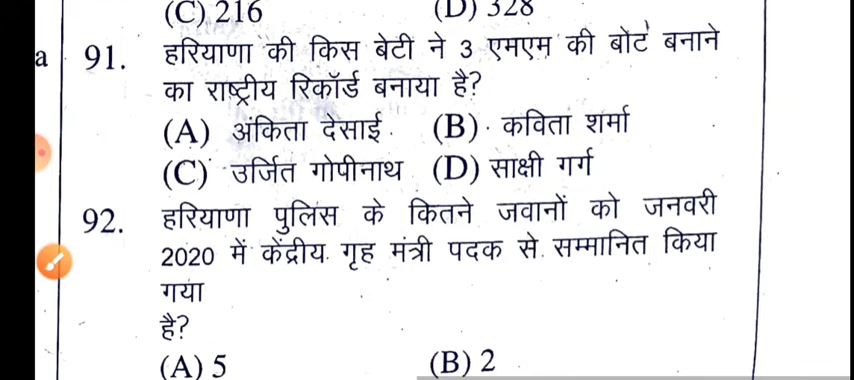 (C) 216 (D) 328
a 91. हरियाणा की किस बेटी ने 3 एमएम की बोट बनाने
का राष्ट्रीय रिकॉर्ड बनाया है?
(A) अंकिता देसाई (B) कविता शर्मा
(C) उर्जित गोपीनाथ (D) साक्षी गर्ग
92. हरियाणा पुलिस के कितने जवानों को जनवरी
2020 में केंद्रीय गृह मंत्री पदक से सम्मानित किया
गया
है?
(A) 5 (B) 2